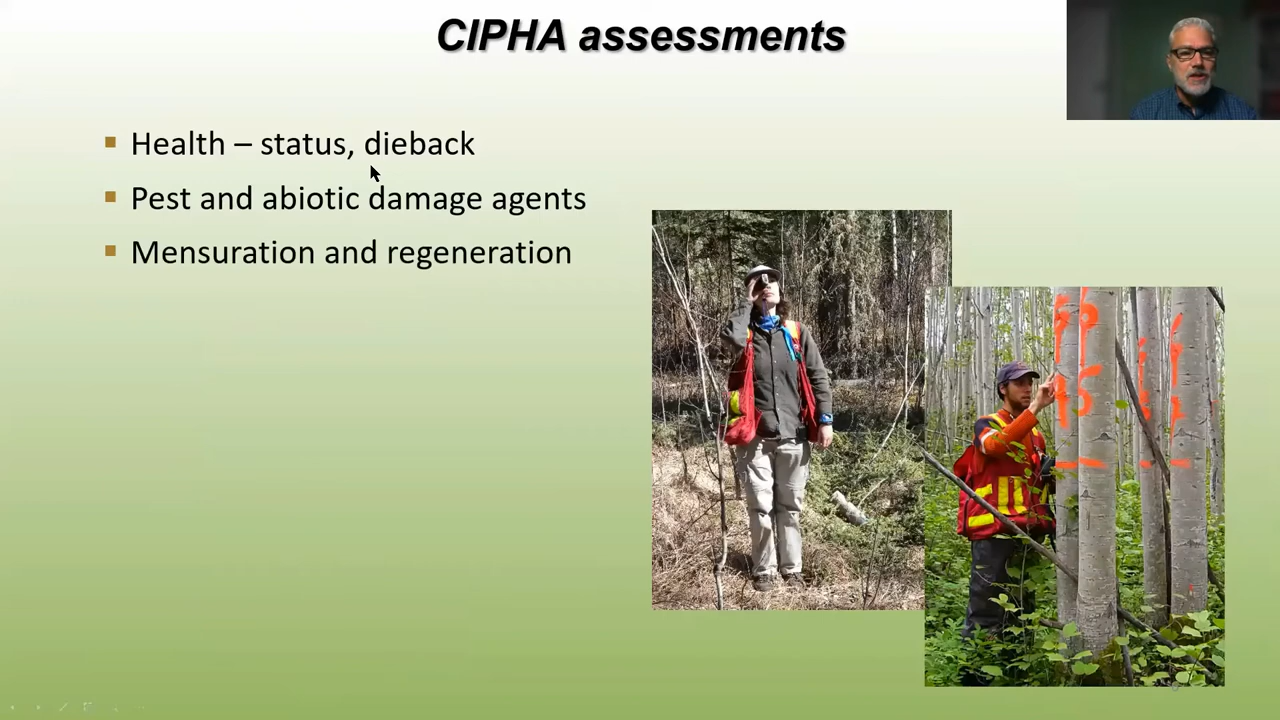 CIPHA assessments
Health – status, dieback
Pest and abiotic damage agents
Mensuration and regeneration